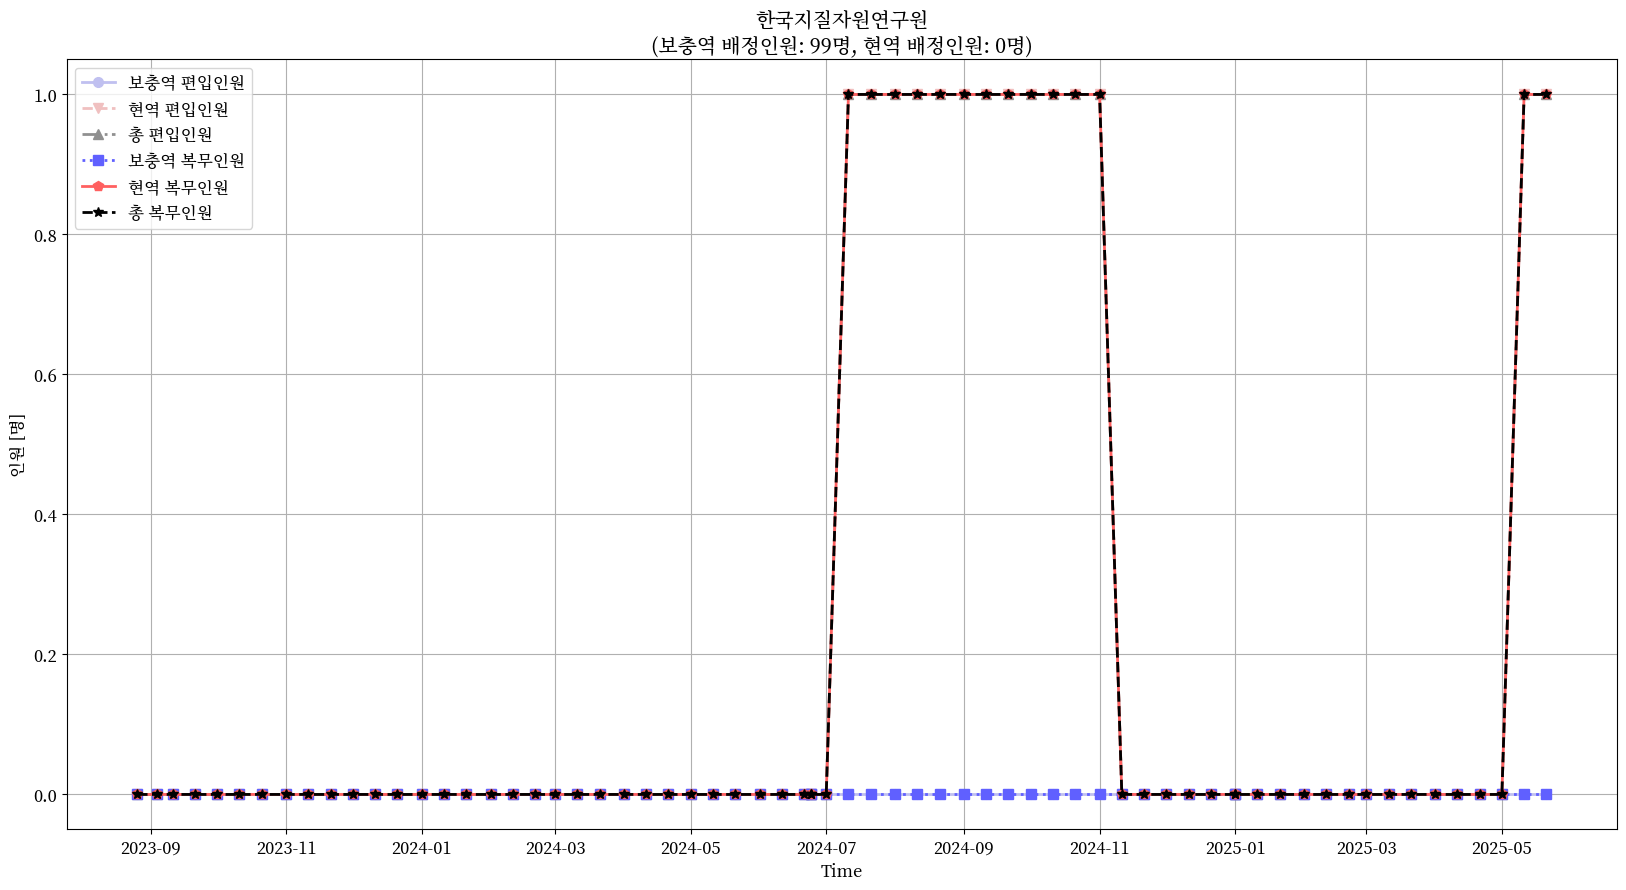 한국지질자원연구원
(보충역 배정인원: 99명, 현역 배정인원: 0명)
보충역 편입인원
현역 편입인원
총 편입인원
보충역 복무인원
현역 복무인원
총 복무인원
인원 [명]
1.0
0.8
0.6
0.4
0.2
0.0
2023-09 2023-11 2024-01 2024-03 2024-05 2024-07 2024-09 2024-11 2025-01 2025-03 2025-05
Time